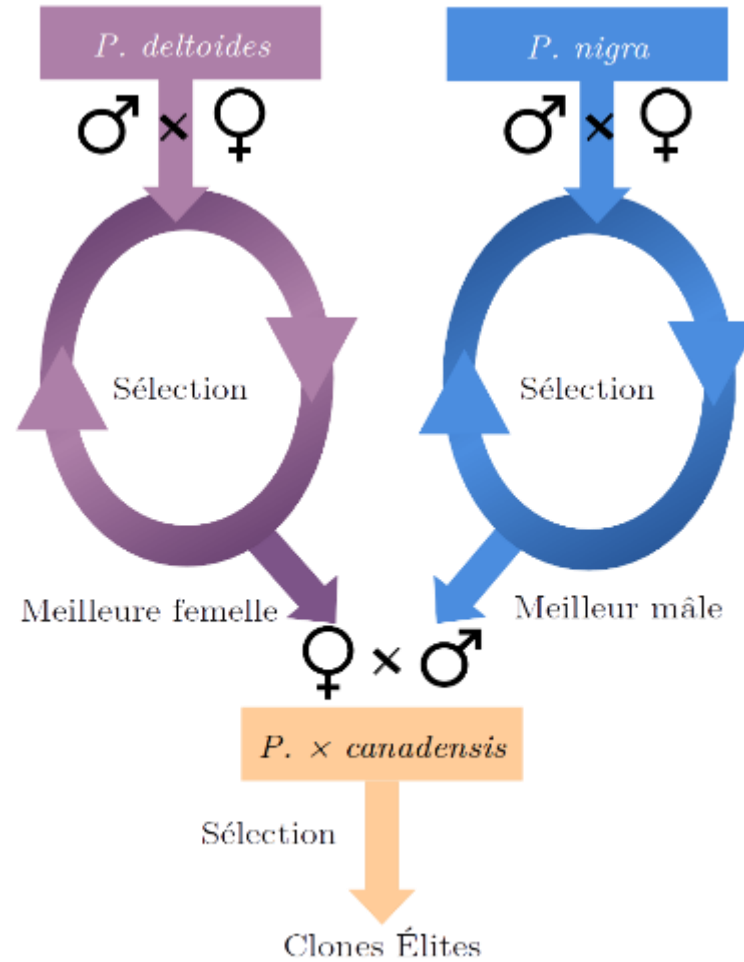 P. deltoides
P. nigra
♂ × ♀
♂ × ♀
Sélection
Sélection
Meilleure femelle
Meilleur mâle
♀ × ♂
P. × canadensis
Sélection
Clones Élites